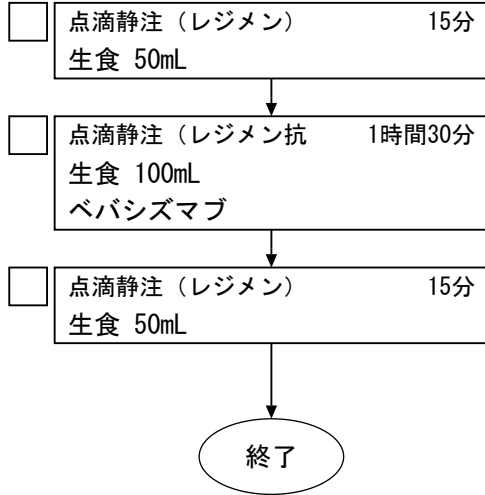 点滴静注（レジメン） 15分
生食 50mL
点滴静注（レジメン抗 1時間30分
生食 100mL
ベバシズマブ
点滴静注（レジメン） 15分
生食 50mL
終了